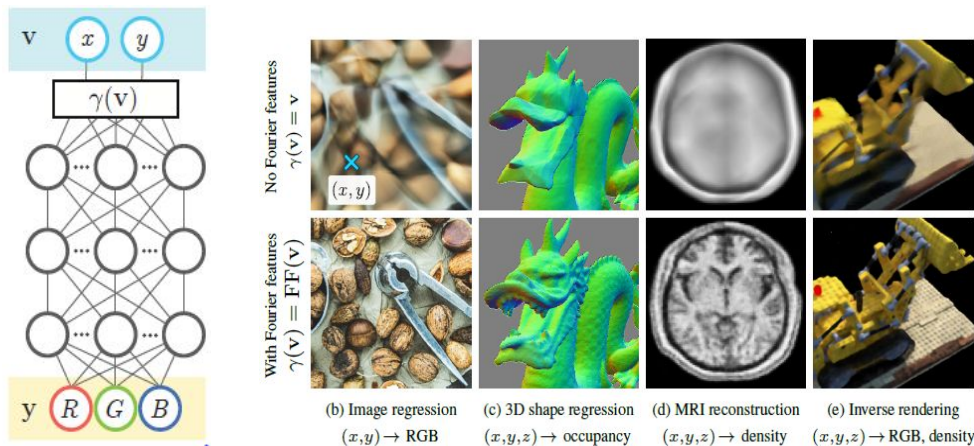 v x y
γ(v)
y R G B
No Fourier features
γ(v) = v
With Fourier features
γ(v) = FF(v)
(x, y)
(b) Image regression
(x,y) → RGB
(c) 3D shape regression
(x,y,z) → occupancy
(d) MRI reconstruction
(x,y,z) → density
(e) Inverse rendering
(x,y,z) → RGB, density